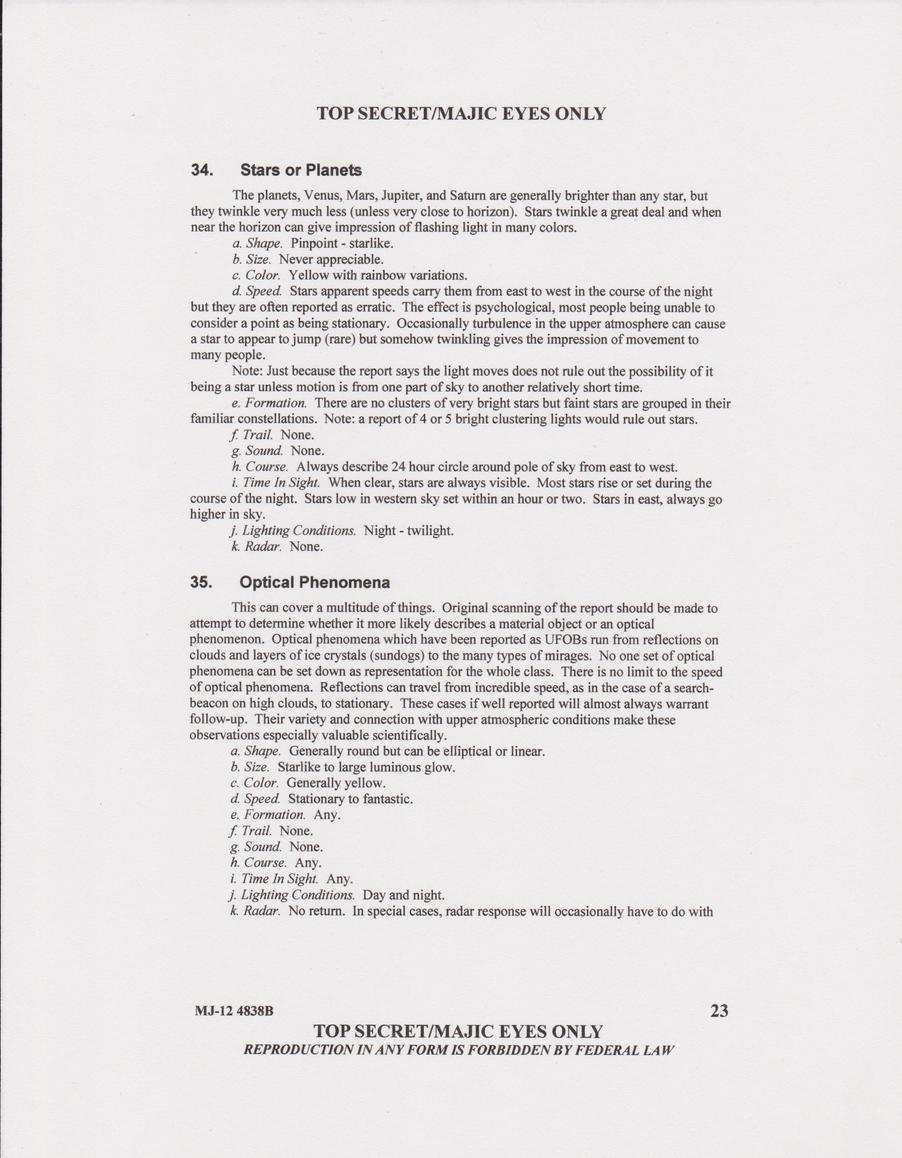 TOP SECRET/MAJIC EYES ONLY
34. Stars or Planets
The planets, Venus, Mars, Jupiter, and Saturn are generally brighter than any star, but
they twinkle very much less (unless very close to horizon). Stars twinkle a great deal and when
near the horizon can give impression of flashing light in many colors.
a. Shape. Pinpoint - starlike.
b. Size. Never appreciable.
c. Color. Yellow with rainbow variations.
d. Speed. Stars apparent speeds carry them from east to west in the course of the night
but they are often reported as erratic. The effect is psychological, most people being unable to
consider a point as being stationary. Occasionally turbulence in the upper atmosphere can cause
a star to appear to jump (rare) but somehow twinkling gives the impression of movement to
many people.
Note: Just because the report says the light moves does not rule out the possibility of it
being a star unless motion is from one part of sky to another relatively short time.
e. Formation. There are no clusters of very bright stars but faint stars are grouped in their
familiar constellations. Note: a report of 4 or 5 bright clustering lights would rule out stars.
f. Trail. None.
g. Sound. None.
h. Course. Always describe 24 hour circle around pole of sky from east to west.
i. Time In Sight. When clear, stars are always visible. Most stars rise or set during the
course of the night. Stars low in western sky set within an hour or two. Stars in east, always go
higher in sky.
j. Lighting Conditions. Night - twilight.
k. Radar. None.
35. Optical Phenomena
This can cover a multitude of things. Original scanning of the report should be made to
attempt to determine whether it more likely describes a material object or an optical
phenomenon. Optical phenomena which have been reported as UFOBs run from reflections on
clouds and layers of ice crystals (sundogs) to the many types of mirages. No one set of optical
phenomena can be set down as representation for the whole class. There is no limit to the speed
of optical phenomena. Reflections can travel from incredible speed, as in the case of a search-
beacon on high clouds, to stationary. These cases if well reported will almost always warrant
follow-up. Their variety and connection with upper atmospheric conditions make these
observations especially valuable scientifically.
a. Shape. Generally round but can be elliptical or linear.
b. Size. Starlike to large luminous glow.
c. Color. Generally yellow.
d. Speed. Stationary to fantastic.
e. Formation. Any.
f. Trail. None.
g. Sound. None.
h. Course. Any.
i. Time In Sight. Any.
j. Lighting Conditions. Day and night.
k. Radar. No return. In special cases, radar response will occasionally have to do with
MJ-12 4838B 23
TOP SECRET/MAJIC EYES ONLY
REPRODUCTION IN ANY FORM IS FORBIDDEN BY FEDERAL LAW